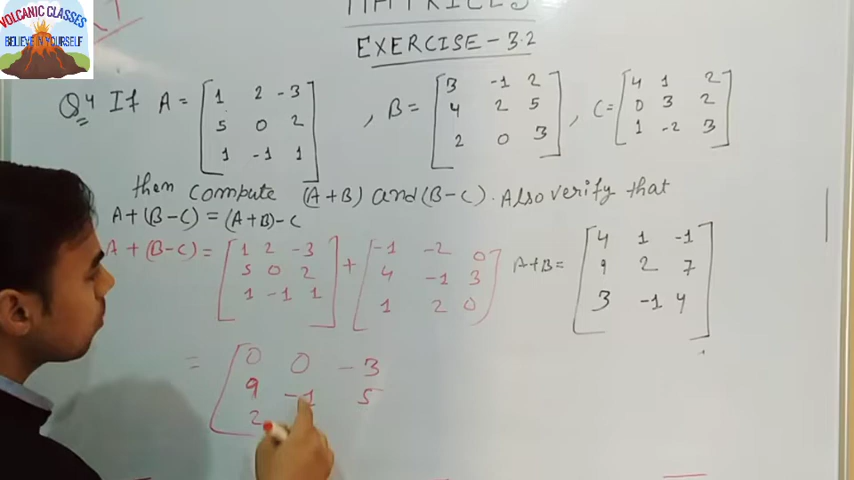 VOLCANIC CLASSES
BELIEVE IN YOURSELF
MATRICES
EXERCISE - 3.2
Q4 If A = [1 2 -3
5 0 2
1 -1 1] , B = [3 -1 2
4 2 5
2 0 3] , C = [4 1 2
0 3 2
1 -2 3]
then compute (A+B) and (B-C). Also verify that
A+(B-C) = (A+B)-C
A+(B-C) = [1 2 -3
5 0 2
1 -1 1] + [-1 -2 0
4 -1 3
1 2 0]
A+B = [4 1 -1
9 2 7
3 -1 4]
= [0 0 -3
9 -1 5
2